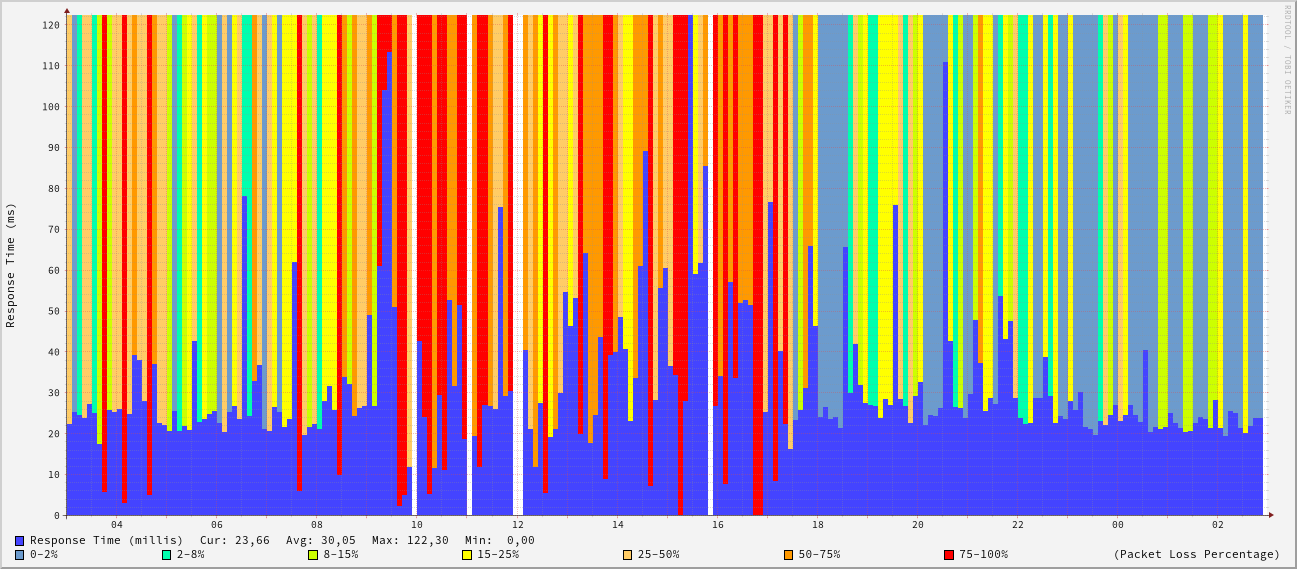 RRDTOOL / TOBI OETIKER
Response Time (ms)
120
110
100
90
80
70
60
50
40
30
20
10
0
04 06 08 10 12 14 16 18 20 22 00 02
Response Time (millis) Cur: 23,66 Avg: 30,05 Max: 122,30 Min: 0,00
0-2% 2-8% 8-15% 15-25% 25-50% 50-75% 75-100% (Packet Loss Percentage)